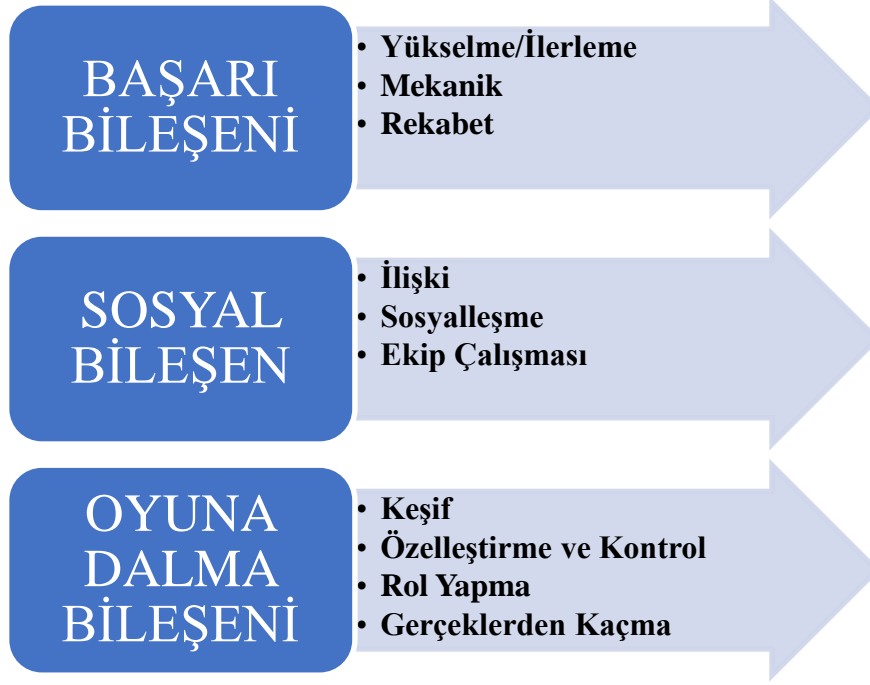 BAŞARI
BİLEŞENİ
• Yükselme/İlerleme
• Mekanik
• Rekabet
SOSYAL
BİLEŞEN
• İlişki
• Sosyalleşme
• Ekip Çalışması
OYUNA
DALMA
BİLEŞENİ
• Keşif
• Özelleştirme ve Kontrol
• Rol Yapma
• Gerçeklerden Kaçma